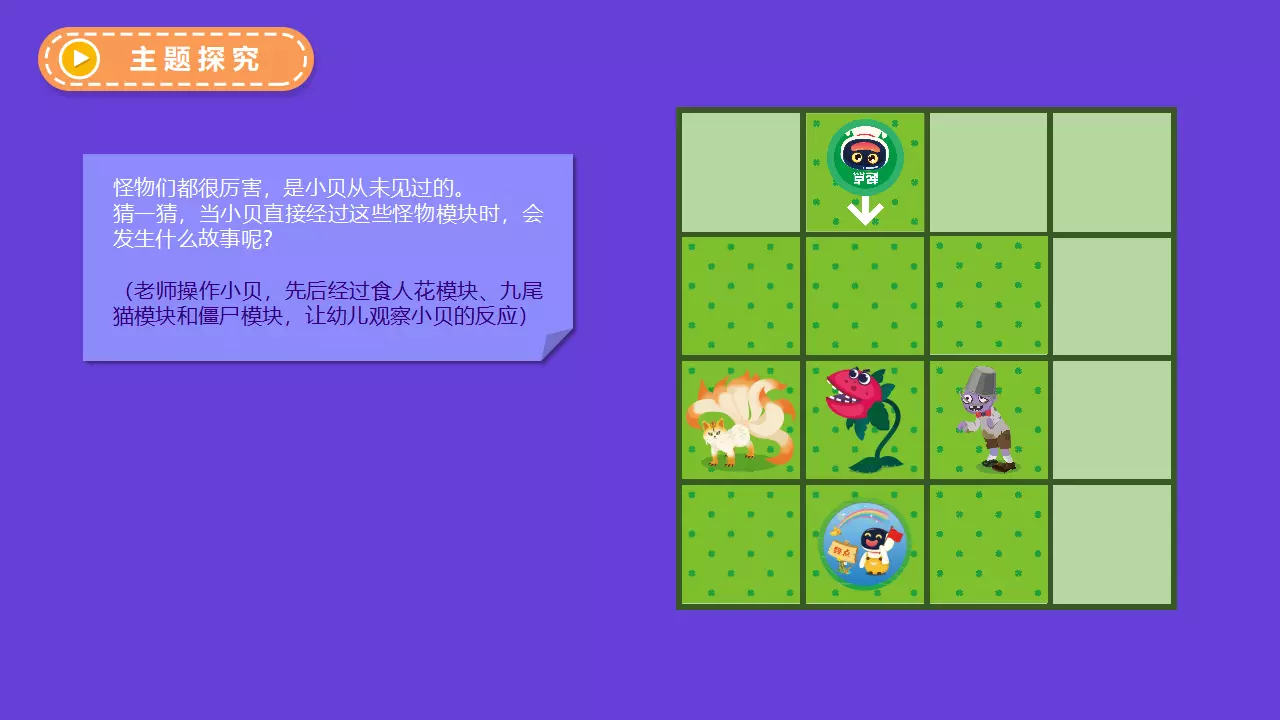 主题探究
怪物们都很厉害，是小贝从未见过的。
猜一猜，当小贝直接经过这些怪物模块时，会
发生什么故事呢？
（老师操作小贝，先后经过食人花模块、九尾
猫模块和僵尸模块，让幼儿观察小贝的反应）
起点
终点